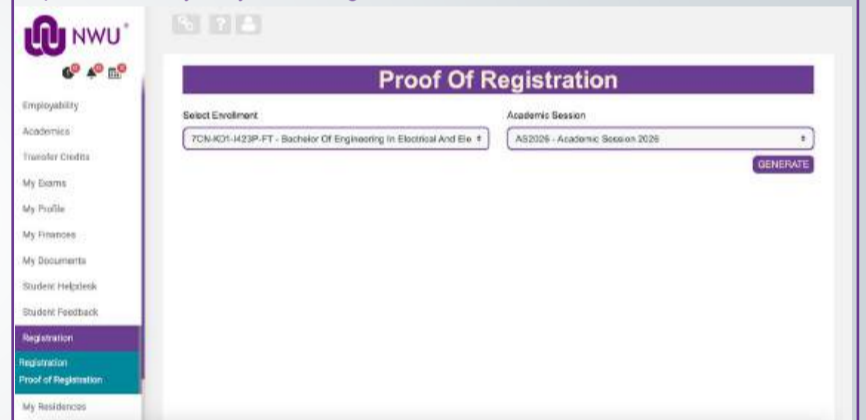 NWU
Proof Of Registration
Select Enrollment
Academic Session
7CN-K01-I423P-FT - Bachelor Of Engineering In Electrical And Ele
AS2026 - Academic Session 2026
GENERATE
Employability
Academics
Transfer Credits
My Exams
My Profile
My Finances
My Documents
Student Helpdesk
Student Feedback
Registration
Registration
Proof of Registration
My Residences